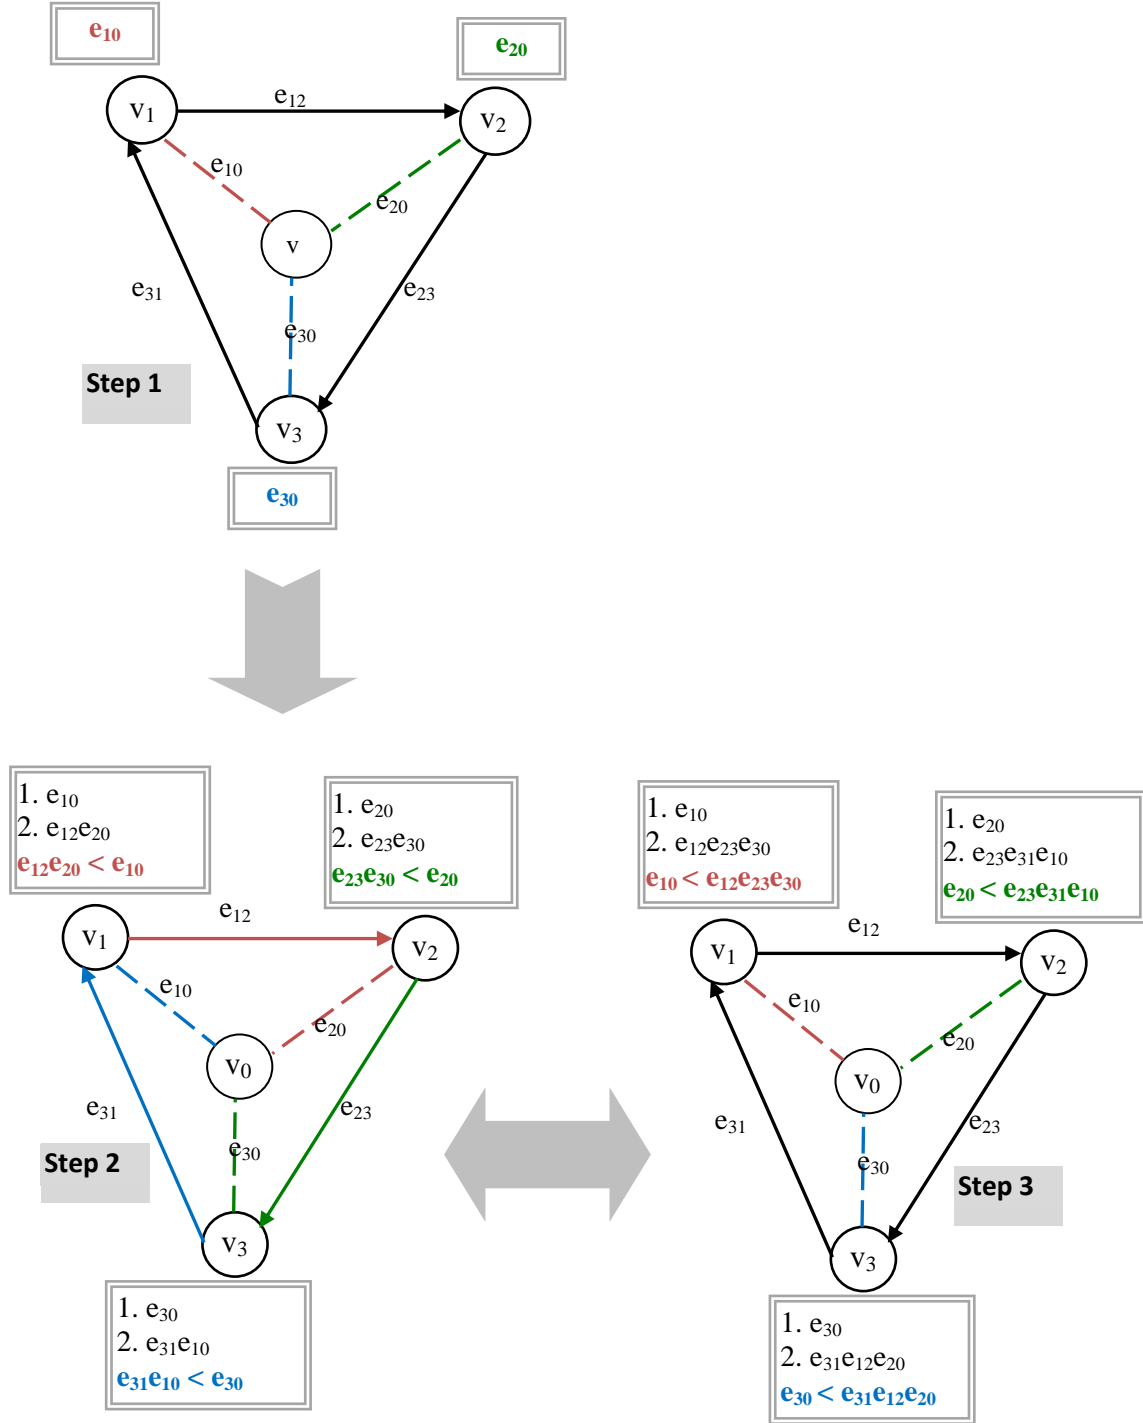 e₁₀
e₂₀
e₁₂
v₁
v₂
e₁₀
e₂₀
v
e₃₁
e₂₃
e₃₀
Step 1
v₃
e₃₀
1. e₁₀
2. e₁₂e₂₀
e₁₂e₂₀ < e₁₀
1. e₂₀
2. e₂₃e₃₀
e₂₃e₃₀ < e₂₀
e₁₂
v₁
v₂
e₁₀
e₂₀
v₀
e₃₁
e₂₃
e₃₀
Step 2
v₃
1. e₃₀
2. e₃₁e₁₀
e₃₁e₁₀ < e₃₀
1. e₁₀
2. e₁₂e₂₃e₃₀
e₁₀ < e₁₂e₂₃e₃₀
1. e₂₀
2. e₂₃e₃₁e₁₀
e₂₀ < e₂₃e₃₁e₁₀
e₁₂
v₁
v₂
e₁₀
e₂₀
v₀
e₃₁
e₂₃
e₃₀
Step 3
v₃
1. e₃₀
2. e₃₁e₁₂e₂₀
e₃₀ < e₃₁e₁₂e₂₀